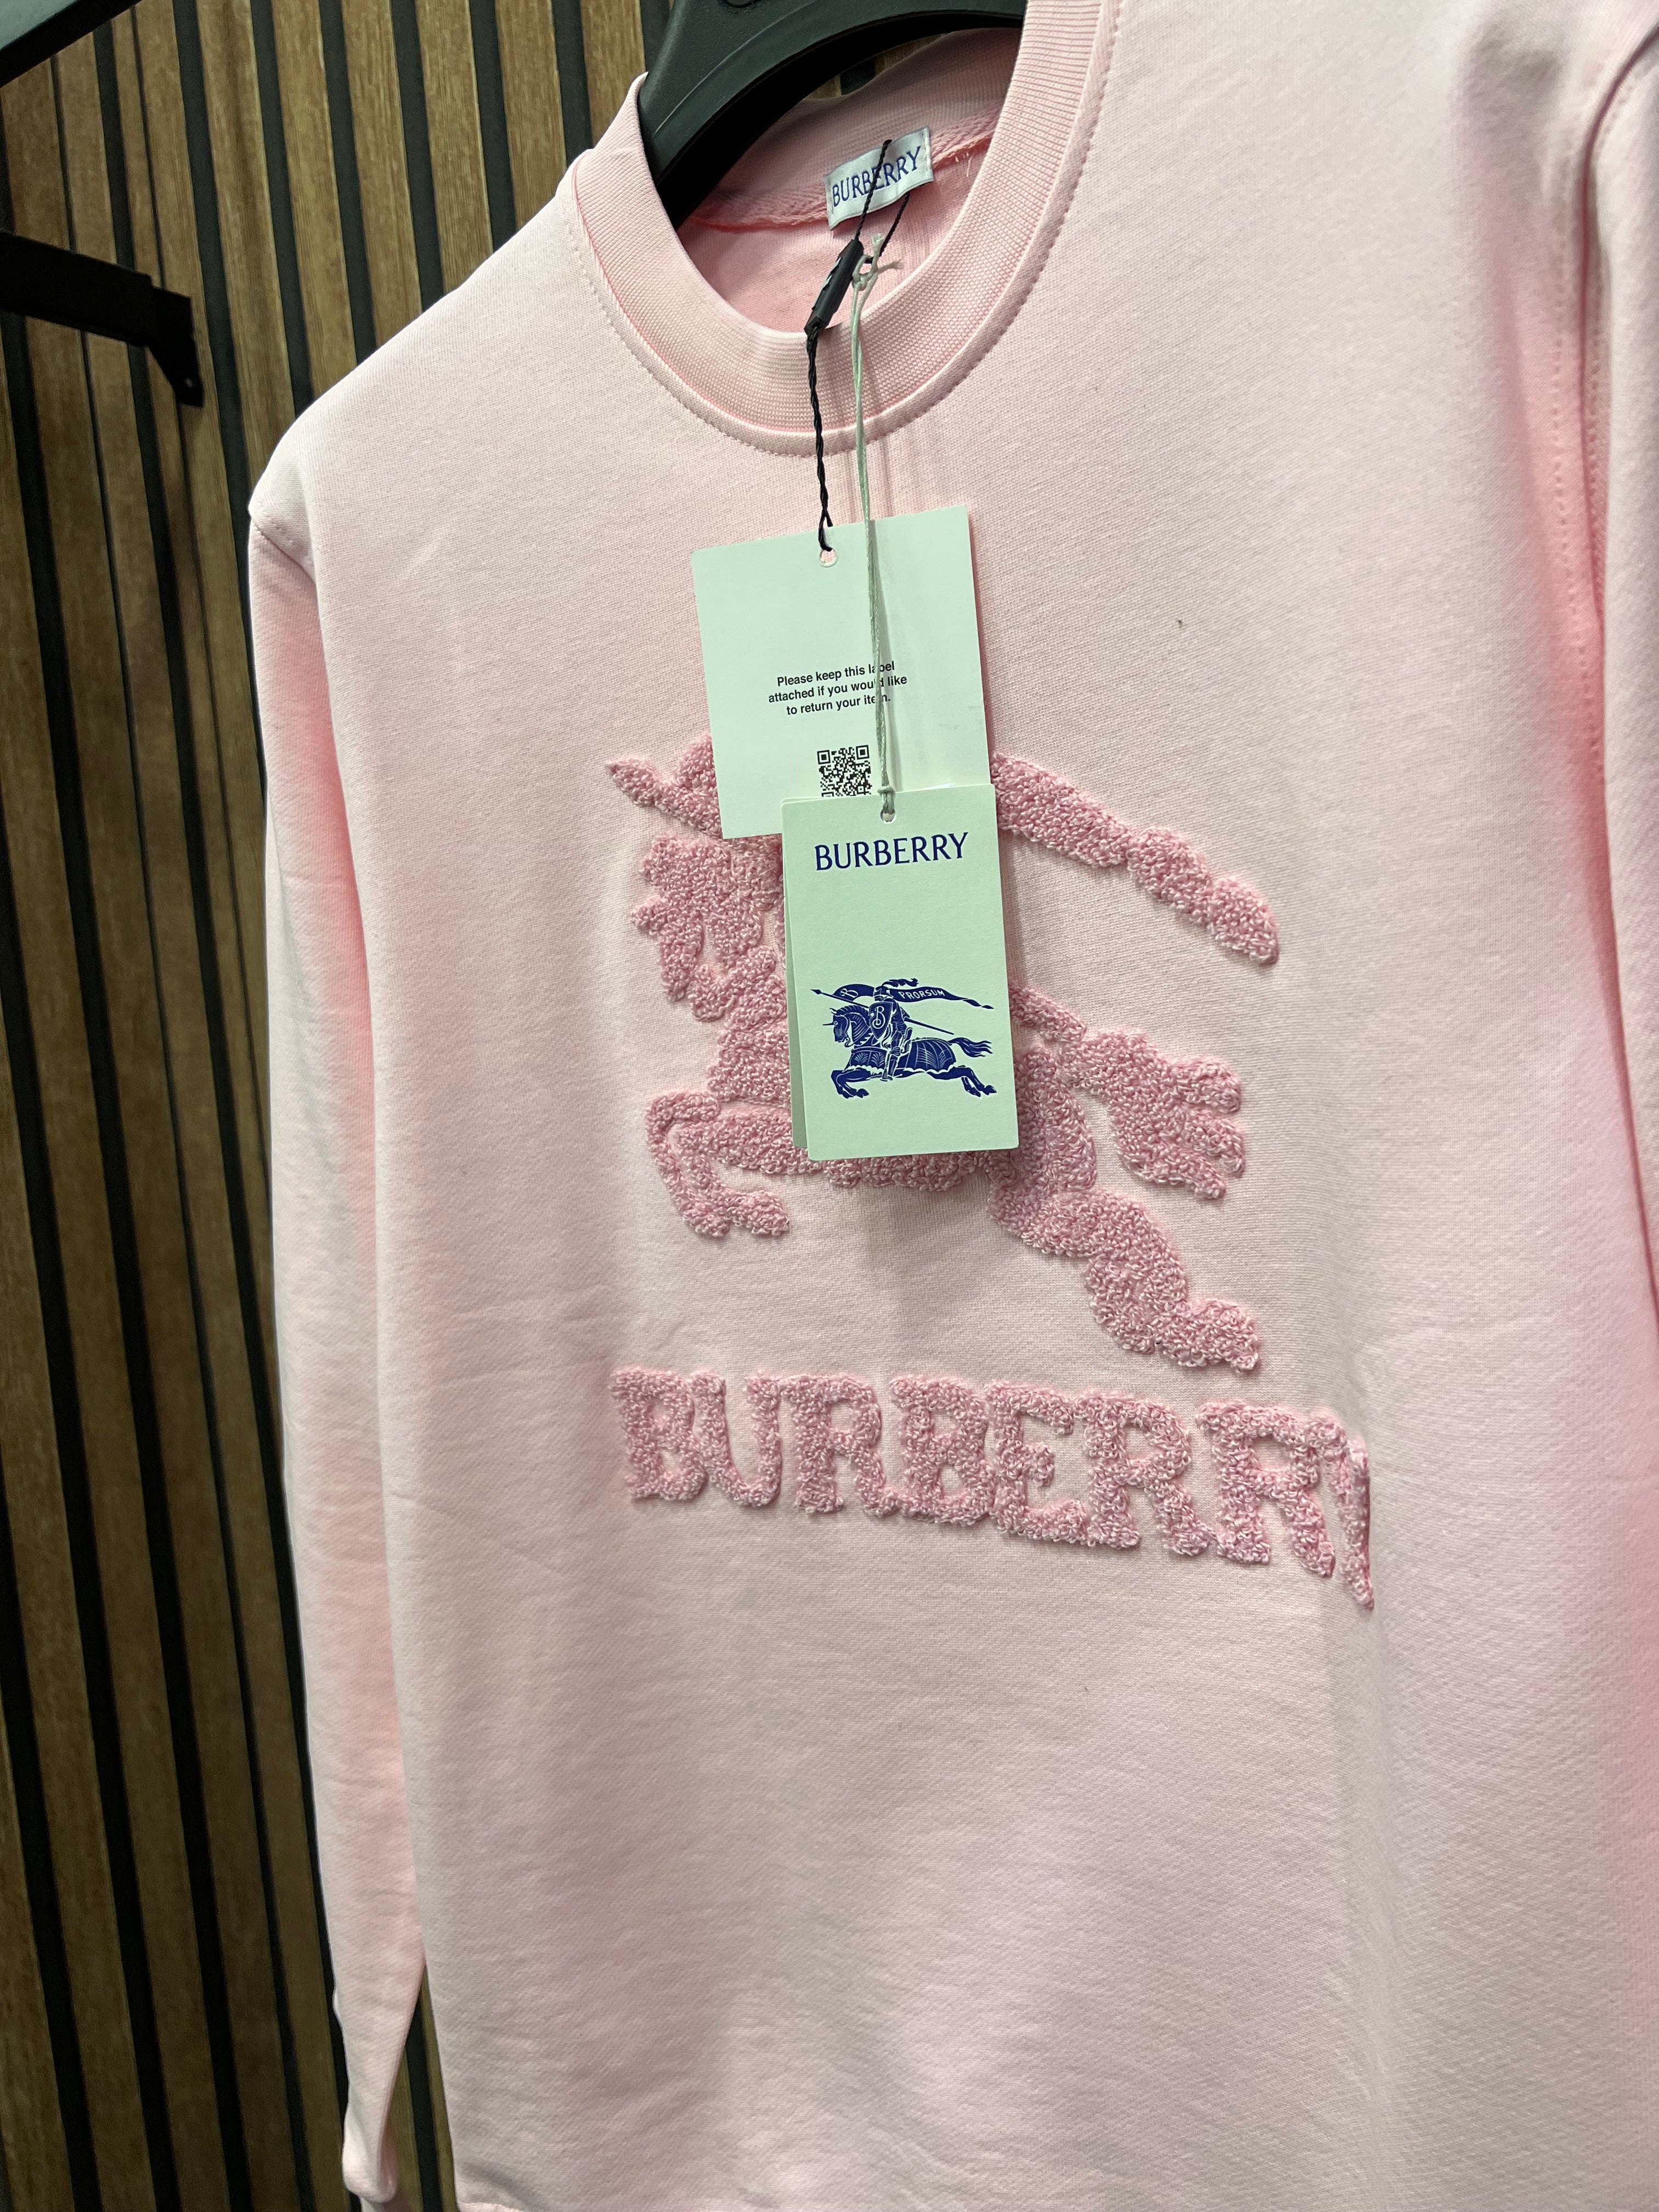 BURBERRY
Please keep this label
attached if you would like
to return your item.
BURBERRY
B PRORSUM
B
BURBERRY